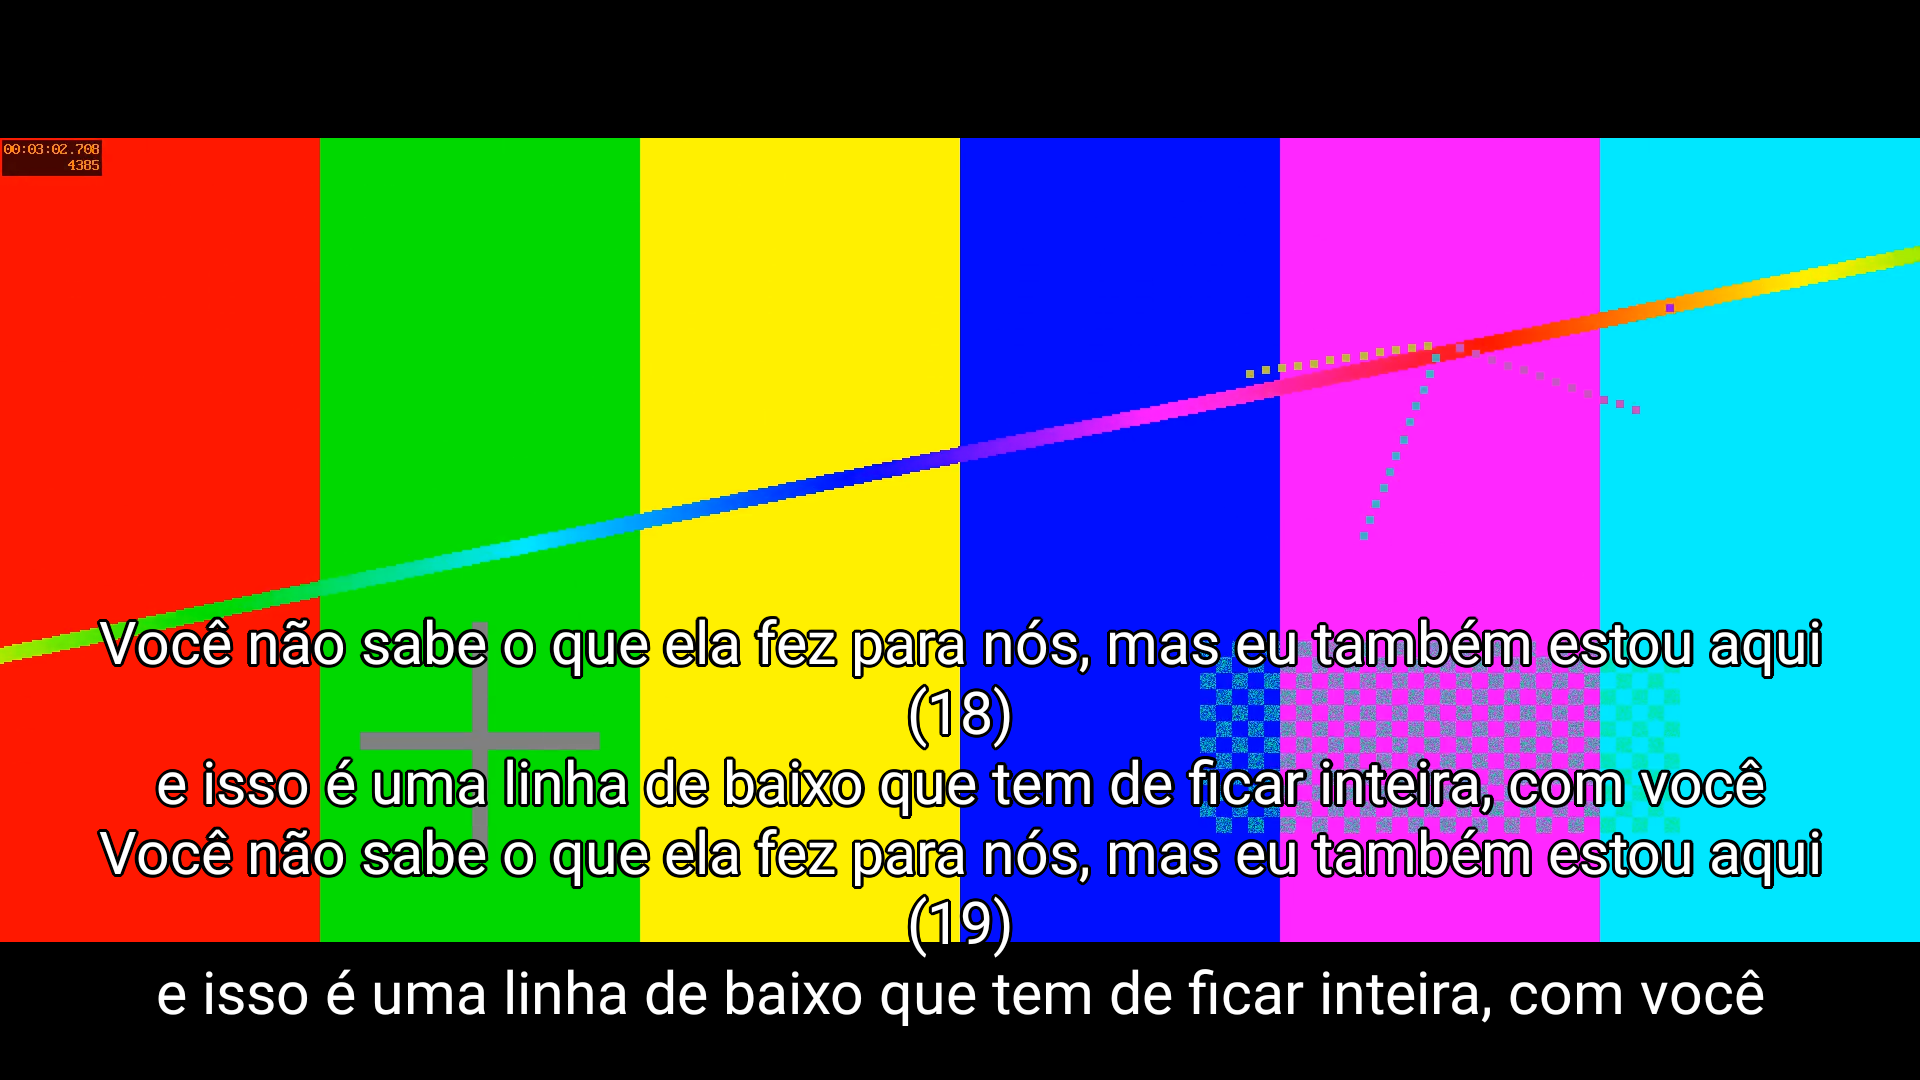 00:03:02.708
4385
Você não sabe o que ela fez para nós, mas eu também estou aqui
(18)
e isso é uma linha de baixo que tem de ficar inteira, com você
Você não sabe o que ela fez para nós, mas eu também estou aqui
(19)
e isso é uma linha de baixo que tem de ficar inteira, com você